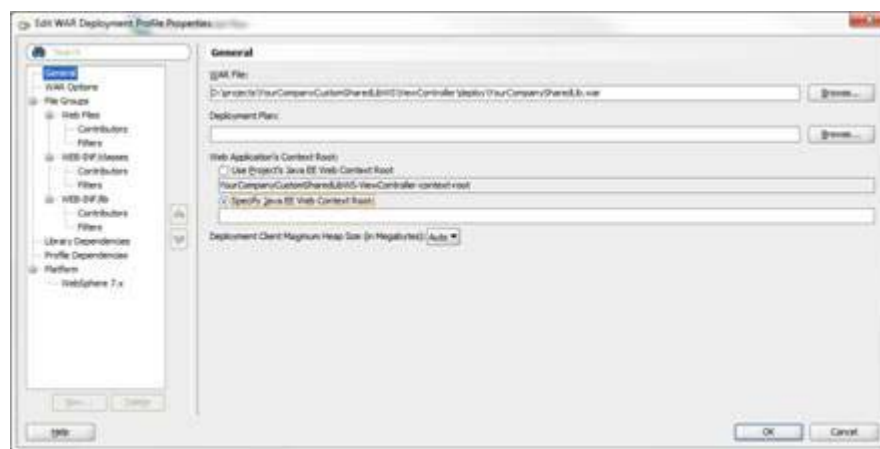 Edit WAR Deployment Profile Properties
Search
General
WAR Options
File Groups
Web Files
Contributors
Filters
WEB-INF/classes
Contributors
Filters
WEB-INF/lib
Contributors
Filters
Library Dependencies
Profile Dependencies
Platform
WebSphere 7.x
New...
Delete
General
WAR File:
D:\projects\YourCompanyCustomSharedLibWS\ViewController\deploy\YourCompanySharedLib.war
Browse...
Deployment Plan:
Browse...
Web Application's Context Root:
Use Project's Java EE Web Context Root
YourCompanyCustomSharedLibWS-ViewController-context-root
Specify Java EE Web Context Root:
Deployment Client Maximum Heap Size (in Megabytes): Auto
Help
OK
Cancel